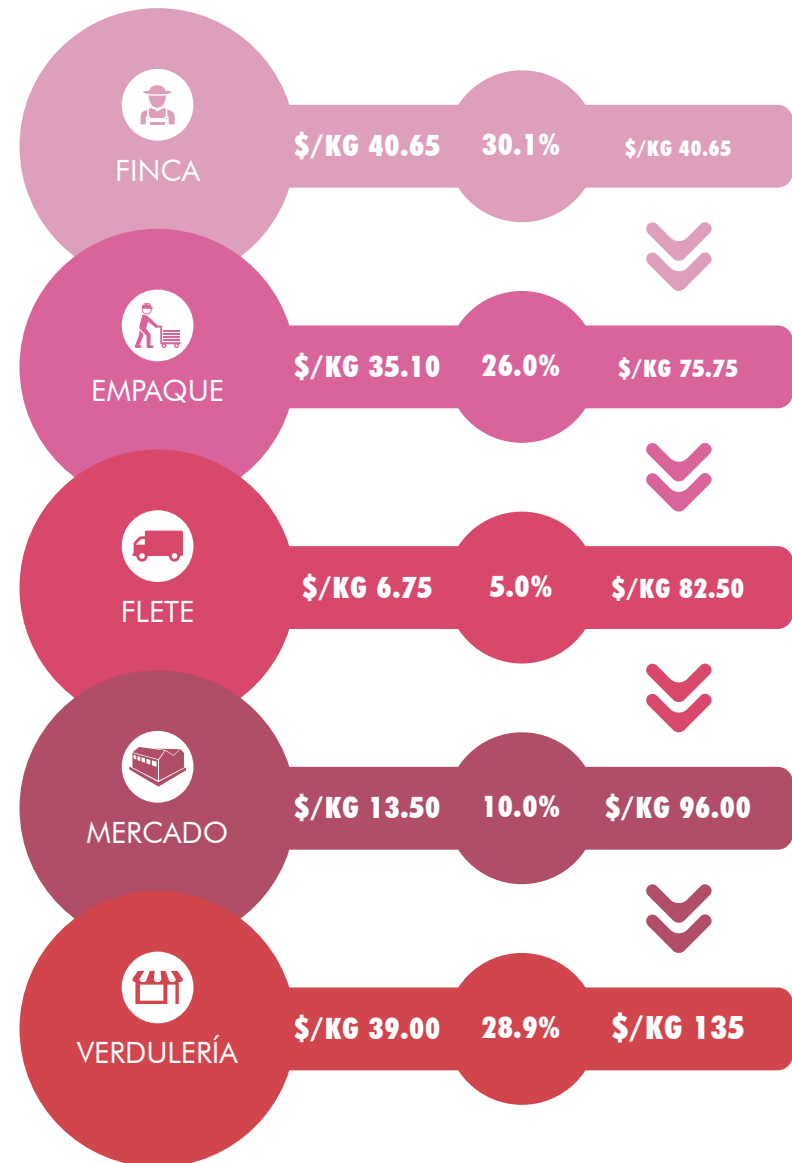 FINCA
$/KG 40.65
30.1%
$/KG 40.65
EMPAQUE
$/KG 35.10
26.0%
$/KG 75.75
FLETE
$/KG 6.75
5.0%
$/KG 82.50
MERCADO
$/KG 13.50
10.0%
$/KG 96.00
VERDULERÍA
$/KG 39.00
28.9%
$/KG 135